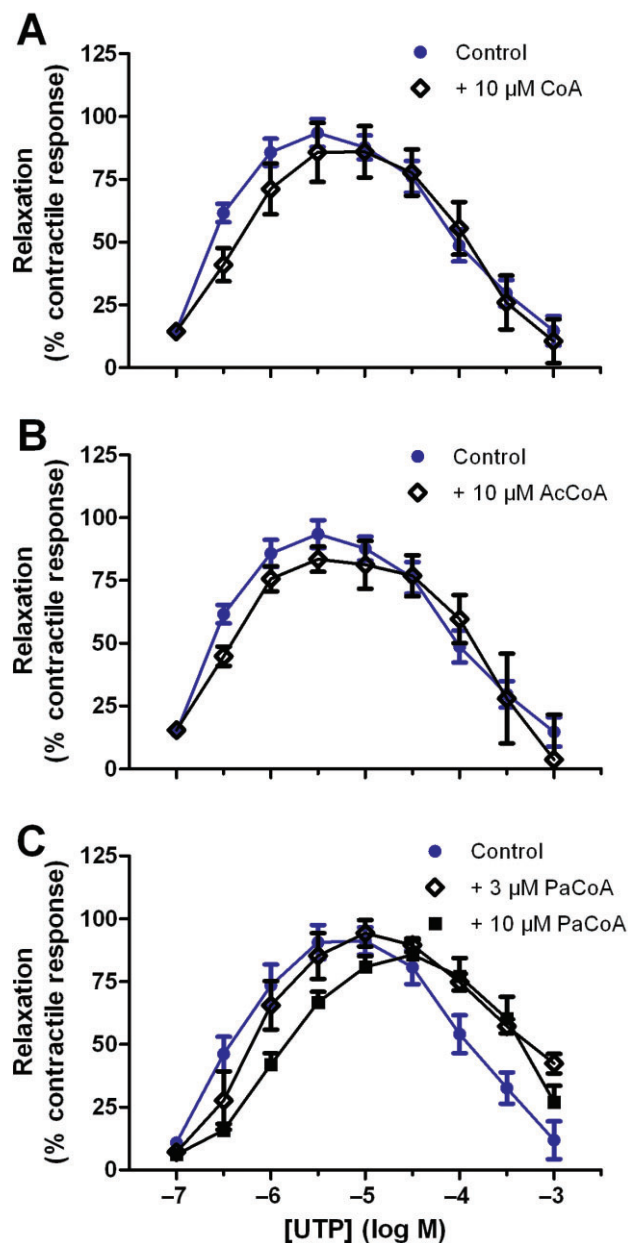 A
125
100
75
50
25
0
Relaxation
(% contractile response)
Control
+ 10 µM CoA
B
125
100
75
50
25
0
Relaxation
(% contractile response)
Control
+ 10 µM AcCoA
C
125
100
75
50
25
0
Relaxation
(% contractile response)
Control
+ 3 µM PaCoA
+ 10 µM PaCoA
–7 –6 –5 –4 –3
[UTP] (log M)